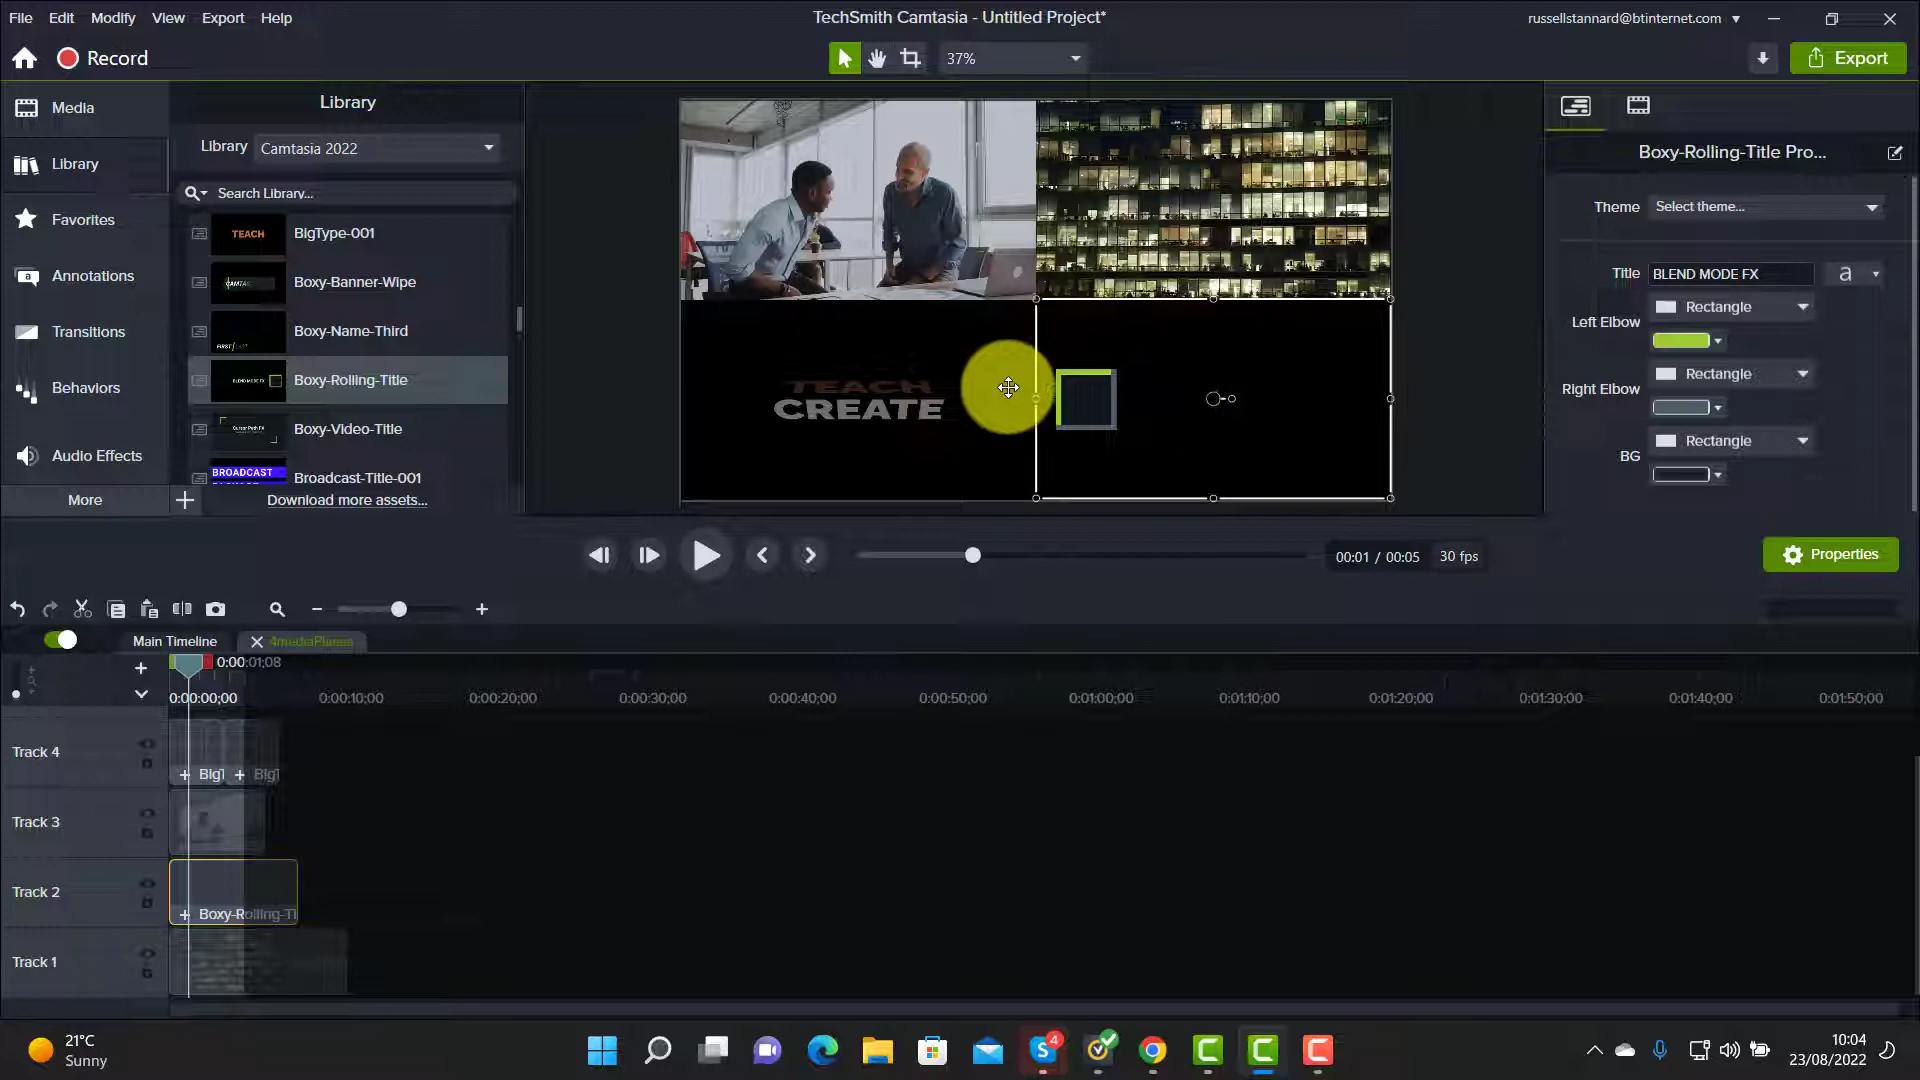 File Edit Modify View Export Help
TechSmith Camtasia - Untitled Project*
russellstannard@btinternet.com
Record
37%
Export
Media
Library
Favorites
Annotations
Transitions
Behaviors
Audio Effects
More
Library
Library Camtasia 2022
Search Library...
TEACH BigType-001
Boxy-Banner-Wipe
Boxy-Name-Third
BLEND MODE FX Boxy-Rolling-Title
Boxy-Video-Title
BROADCAST Broadcast-Title-001
Download more assets...
TEACH
CREATE
Boxy-Rolling-Title Pro...
Theme Select theme...
Title BLEND MODE FX a
Left Elbow Rectangle
Right Elbow Rectangle
BG Rectangle
00:01 / 00:05 30 fps
Properties
Main Timeline 4mediaPlanes
0:00:01;08
0:00:00;00 0:00:10;00 0:00:20;00 0:00:30;00 0:00:40;00 0:00:50;00 0:01:00;00 0:01:10;00 0:01:20;00 0:01:30;00 0:01:40;00 0:01:50;00
Track 4
BigT BigT
Track 3
Track 2
Boxy-Rolling-Ti
Track 1
21°C
Sunny
4
10:04
23/08/2022